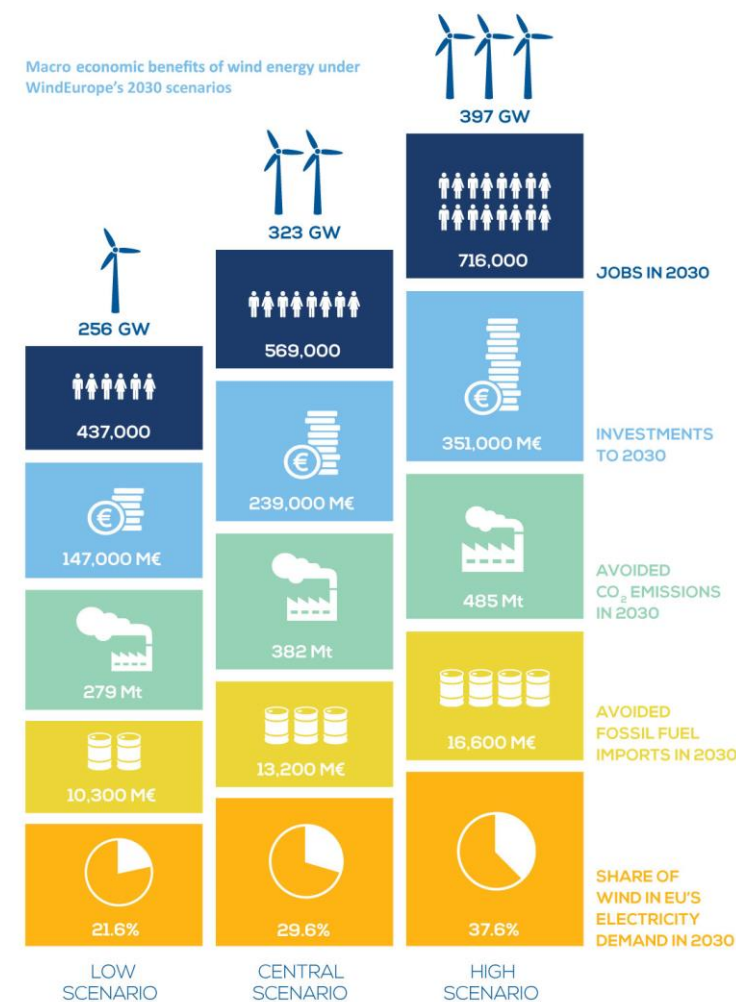 Macro economic benefits of wind energy under
WindEurope's 2030 scenarios
256 GW
437,000
147,000 M€
279 Mt
10,300 M€
21.6%
LOW
SCENARIO
323 GW
569,000
239,000 M€
382 Mt
13,200 M€
29.6%
CENTRAL
SCENARIO
397 GW
716,000
351,000 M€
485 Mt
16,600 M€
37.6%
HIGH
SCENARIO
JOBS IN 2030
INVESTMENTS
TO 2030
AVOIDED
CO₂ EMISSIONS
IN 2030
AVOIDED
FOSSIL FUEL
IMPORTS IN 2030
SHARE OF
WIND IN EU'S
ELECTRICITY
DEMAND IN 2030